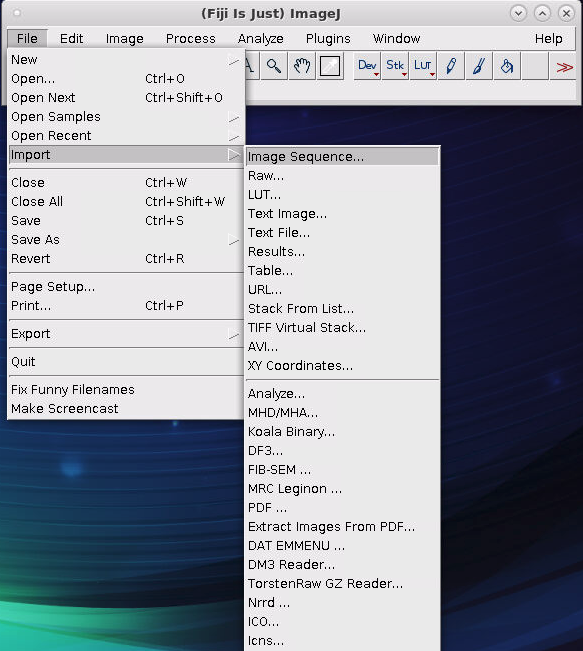 (Fiji Is Just) ImageJ
File Edit Image Process Analyze Plugins Window Help
A Dev Stk LUT >>
New
Open... Ctrl+O
Open Next Ctrl+Shift+O
Open Samples
Open Recent
Import
Close Ctrl+W
Close All Ctrl+Shift+W
Save Ctrl+S
Save As
Revert Ctrl+R
Page Setup...
Print... Ctrl+P
Export
Quit
Fix Funny Filenames
Make Screencast
Image Sequence...
Raw...
LUT...
Text Image...
Text File...
Results...
Table...
URL...
Stack From List...
TIFF Virtual Stack...
AVI...
XY Coordinates...
Analyze...
MHD/MHA...
Koala Binary...
DF3...
FIB-SEM ...
MRC Leginon ...
PDF ...
Extract Images From PDF...
DAT EMMENU ...
DM3 Reader...
TorstenRaw GZ Reader...
Nrrd ...
ICO...
Icns...